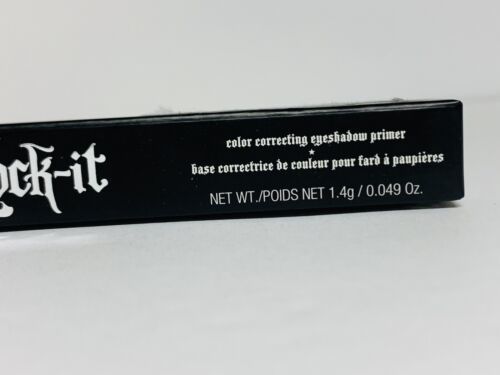 ock-it
color correcting eyeshadow primer
★
base correctrice de couleur pour fard à paupières
NET WT./POIDS NET 1.4g / 0.049 Oz.